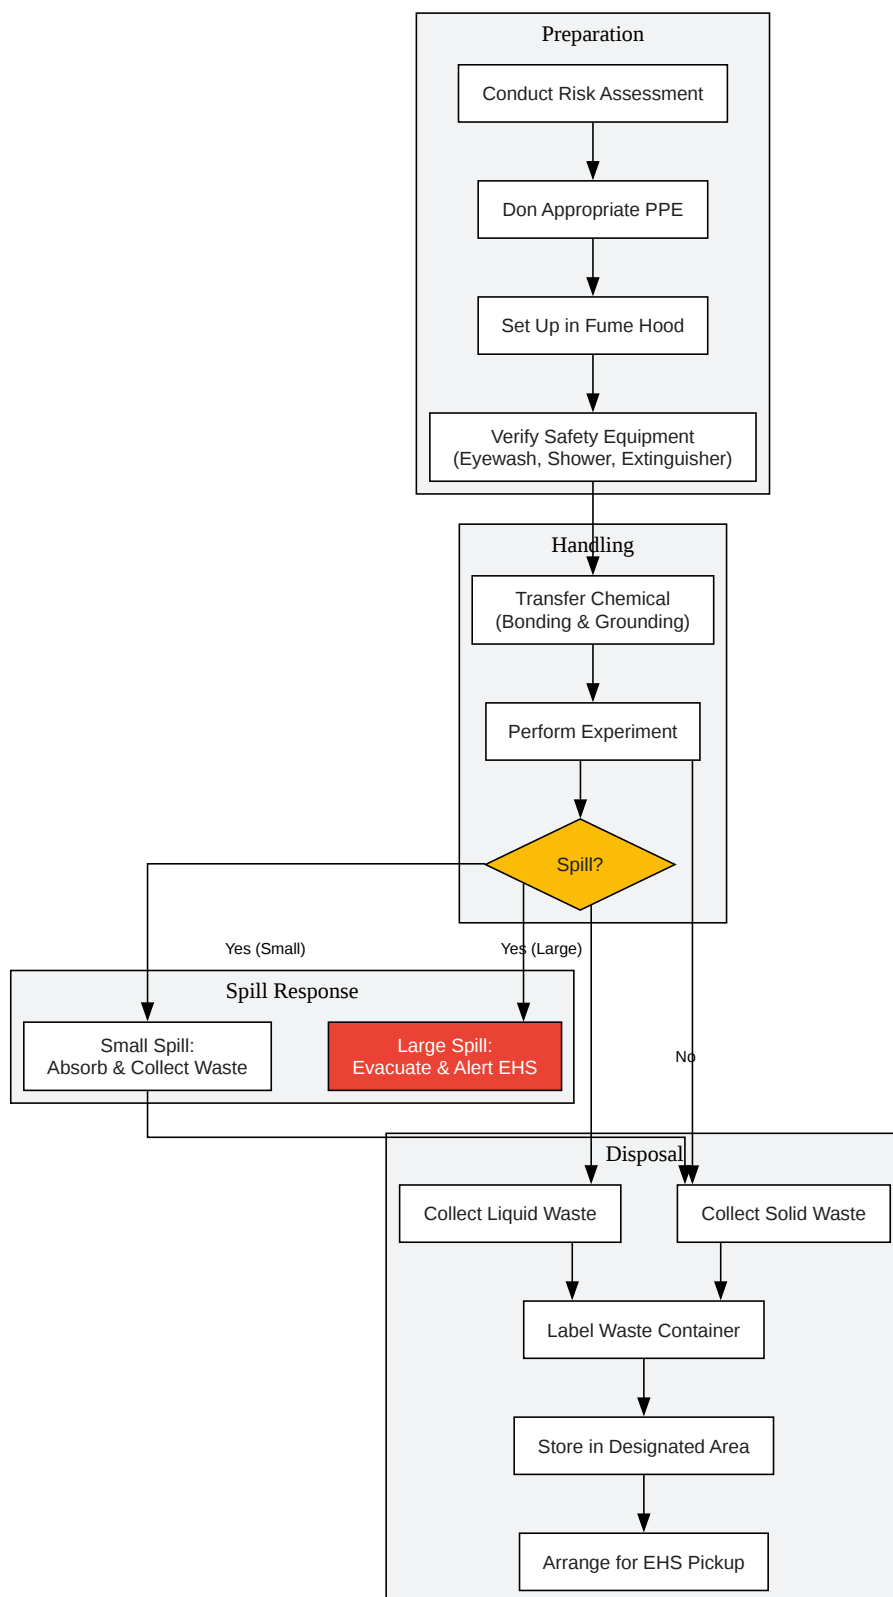 Preparation
Conduct Risk Assessment
Don Appropriate PPE
Set Up in Fume Hood
Verify Safety Equipment
(Eyewash, Shower, Extinguisher)
Handling
Transfer Chemical
(Bonding & Grounding)
Perform Experiment
Spill?
Yes (Small)
Yes (Large)
Spill Response
Small Spill:
Absorb & Collect Waste
Large Spill:
Evacuate & Alert EHS
No
Disposal
Collect Liquid Waste
Collect Solid Waste
Label Waste Container
Store in Designated Area
Arrange for EHS Pickup